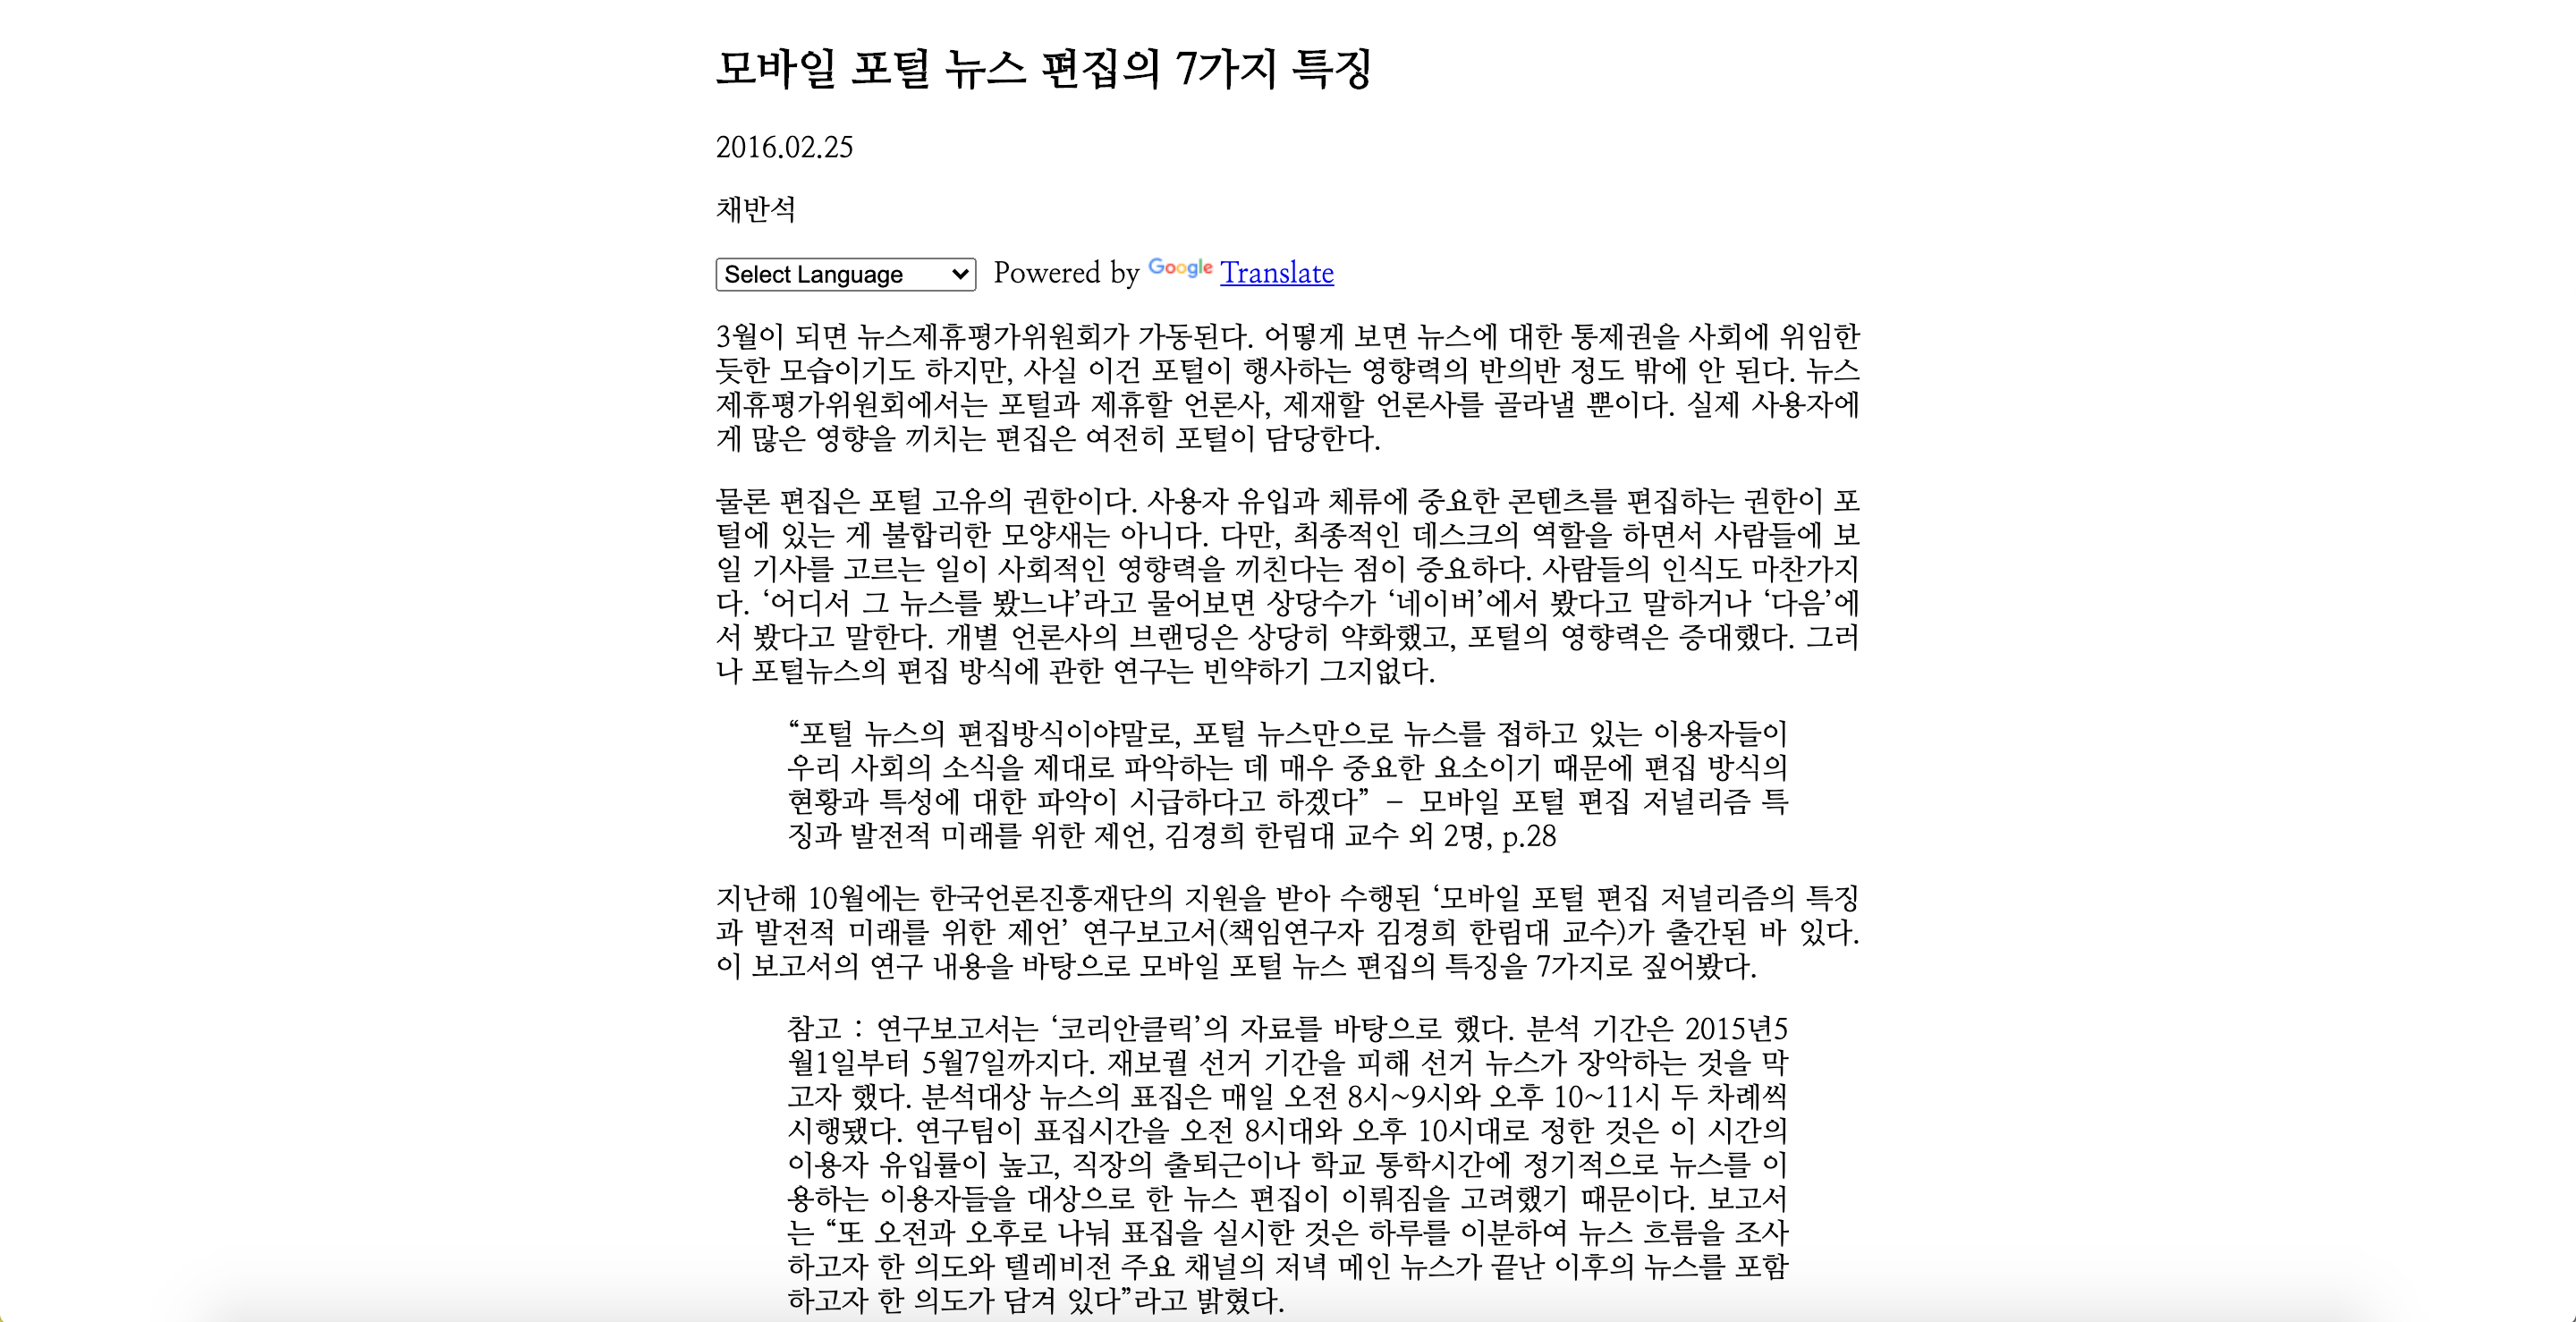 모바일 포털 뉴스 편집의 7가지 특징
2016.02.25
채반석
Select Language Powered by Google Translate
3월이 되면 뉴스제휴평가위원회가 가동된다. 어떻게 보면 뉴스에 대한 통제권을 사회에 위임한
듯한 모습이기도 하지만, 사실 이건 포털이 행사하는 영향력의 반의반 정도 밖에 안 된다. 뉴스
제휴평가위원회에서는 포털과 제휴할 언론사, 제재할 언론사를 골라낼 뿐이다. 실제 사용자에
게 많은 영향을 끼치는 편집은 여전히 포털이 담당한다.
물론 편집은 포털 고유의 권한이다. 사용자 유입과 체류에 중요한 콘텐츠를 편집하는 권한이 포
털에 있는 게 불합리한 모양새는 아니다. 다만, 최종적인 데스크의 역할을 하면서 사람들에 보
일 기사를 고르는 일이 사회적인 영향력을 끼친다는 점이 중요하다. 사람들의 인식도 마찬가지
다. ‘어디서 그 뉴스를 봤느냐’라고 물어보면 상당수가 ‘네이버’에서 봤다고 말하거나 ‘다음’에
서 봤다고 말한다. 개별 언론사의 브랜딩은 상당히 약화했고, 포털의 영향력은 증대했다. 그러
나 포털뉴스의 편집 방식에 관한 연구는 빈약하기 그지없다.
“포털 뉴스의 편집방식이야말로, 포털 뉴스만으로 뉴스를 접하고 있는 이용자들이
우리 사회의 소식을 제대로 파악하는 데 매우 중요한 요소이기 때문에 편집 방식의
현황과 특성에 대한 파악이 시급하다고 하겠다” – 모바일 포털 편집 저널리즘 특
징과 발전적 미래를 위한 제언, 김경희 한림대 교수 외 2명, p.28
지난해 10월에는 한국언론진흥재단의 지원을 받아 수행된 ‘모바일 포털 편집 저널리즘의 특징
과 발전적 미래를 위한 제언’ 연구보고서(책임연구자 김경희 한림대 교수)가 출간된 바 있다.
이 보고서의 연구 내용을 바탕으로 모바일 포털 뉴스 편집의 특징을 7가지로 짚어봤다.
참고 : 연구보고서는 ‘코리안클릭’의 자료를 바탕으로 했다. 분석 기간은 2015년5
월1일부터 5월7일까지다. 재보궐 선거 기간을 피해 선거 뉴스가 장악하는 것을 막
고자 했다. 분석대상 뉴스의 표집은 매일 오전 8시~9시와 오후 10~11시 두 차례씩
시행됐다. 연구팀이 표집시간을 오전 8시대와 오후 10시대로 정한 것은 이 시간의
이용자 유입률이 높고, 직장의 출퇴근이나 학교 통학시간에 정기적으로 뉴스를 이
용하는 이용자들을 대상으로 한 뉴스 편집이 이뤄짐을 고려했기 때문이다. 보고서
는 “또 오전과 오후로 나눠 표집을 실시한 것은 하루를 이분하여 뉴스 흐름을 조사
하고자 한 의도와 텔레비전 주요 채널의 저녁 메인 뉴스가 끝난 이후의 뉴스를 포함
하고자 한 의도가 담겨 있다”라고 밝혔다.